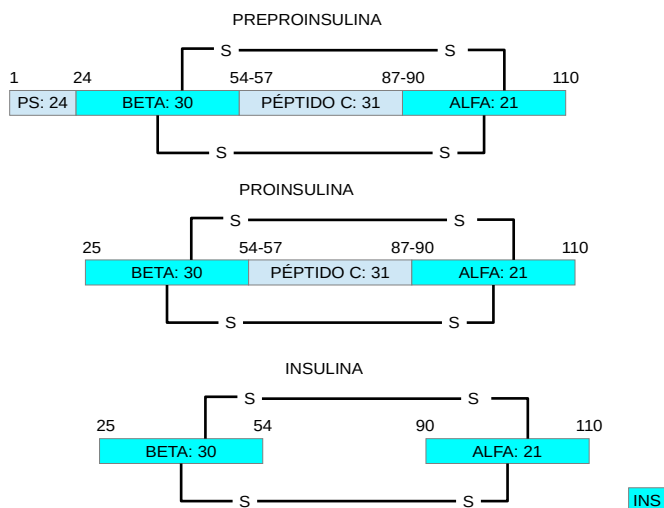 PREPROINSULINA
S S
1 24 54-57 87-90 110
PS: 24 BETA: 30 PÉPTIDO C: 31 ALFA: 21
S S
PROINSULINA
S S
25 54-57 87-90 110
BETA: 30 PÉPTIDO C: 31 ALFA: 21
S S
INSULINA
S S
25 54 90 110
BETA: 30 ALFA: 21
S S
INS